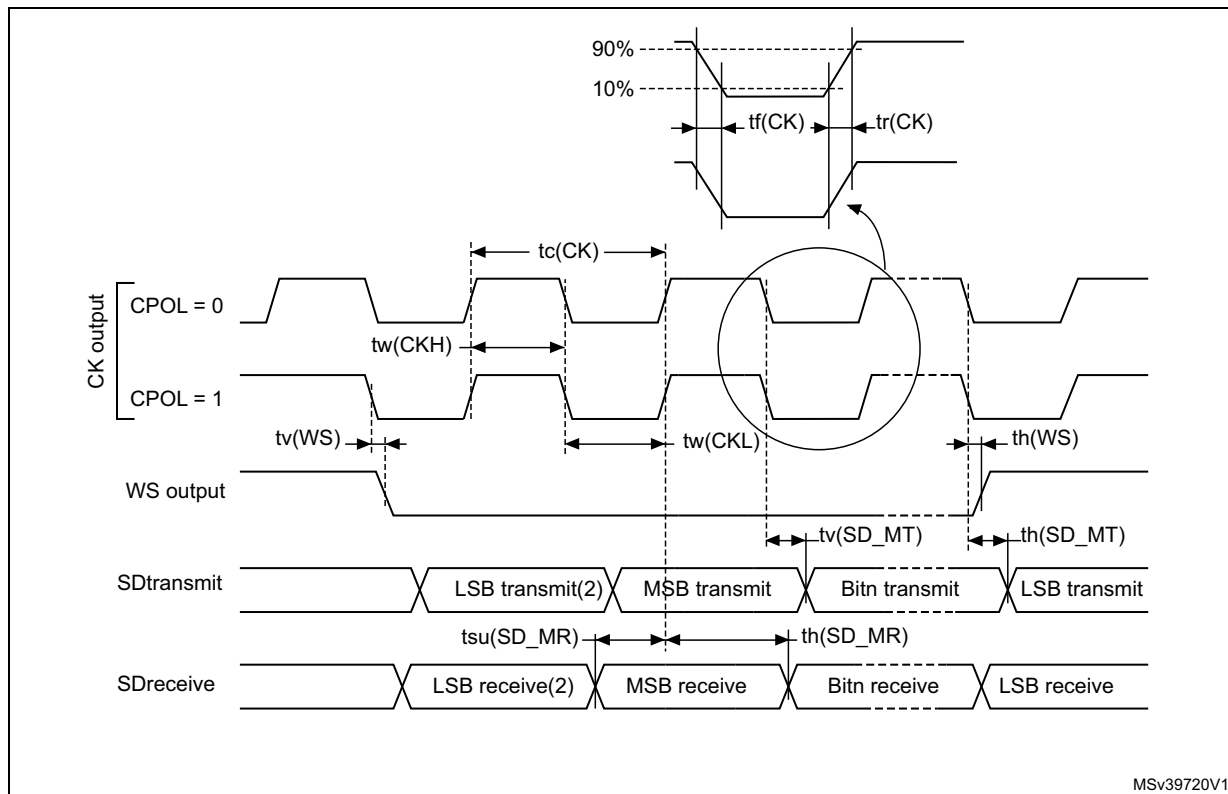 90%
10%
tf(CK)
tr(CK)
tc(CK)
CK output
CPOL = 0
tw(CKH)
CPOL = 1
tv(WS)
tw(CKL)
th(WS)
WS output
tv(SD_MT)
th(SD_MT)
SDtransmit
LSB transmit(2)
MSB transmit
Bitn transmit
LSB transmit
tsu(SD_MR)
th(SD_MR)
SDreceive
LSB receive(2)
MSB receive
Bitn receive
LSB receive
MSv39720V1